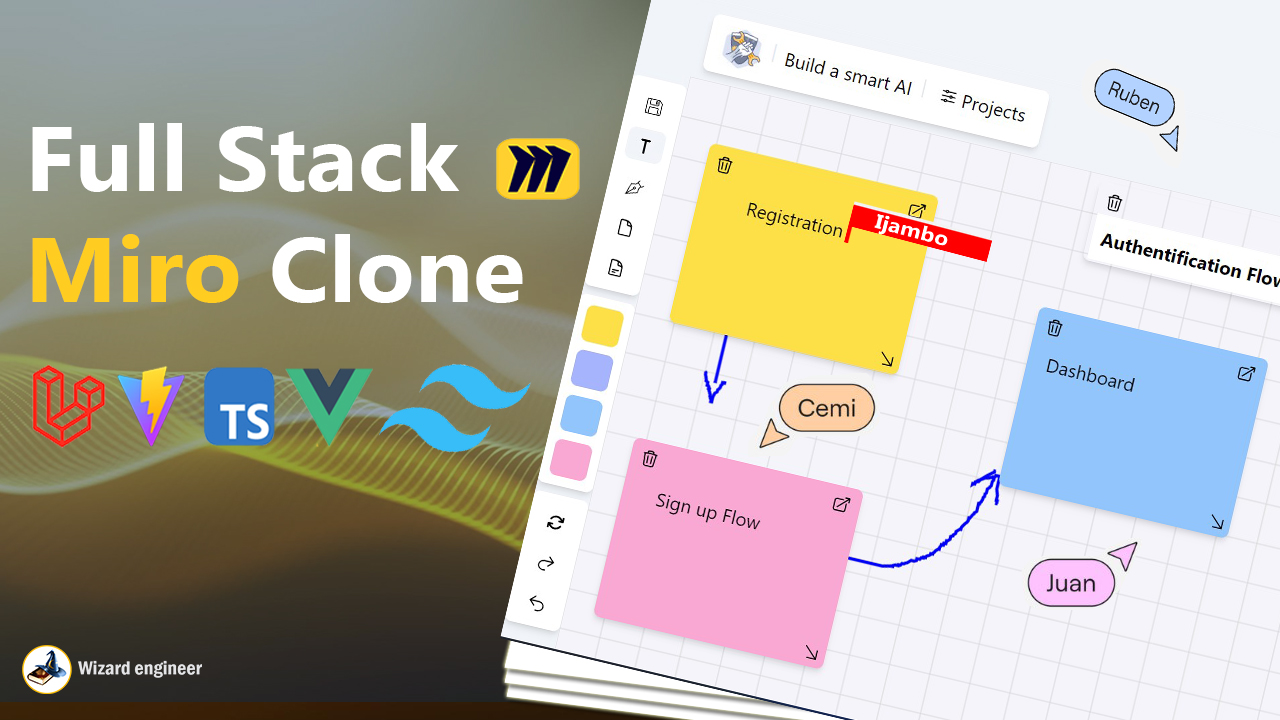 Full Stack
Miro Clone
TS
Wizard engineer
Build a smart AI
Projects
Ruben
T
Registration
Ijambo
Authentification Flow
Dashboard
Cemi
Sign up Flow
Juan